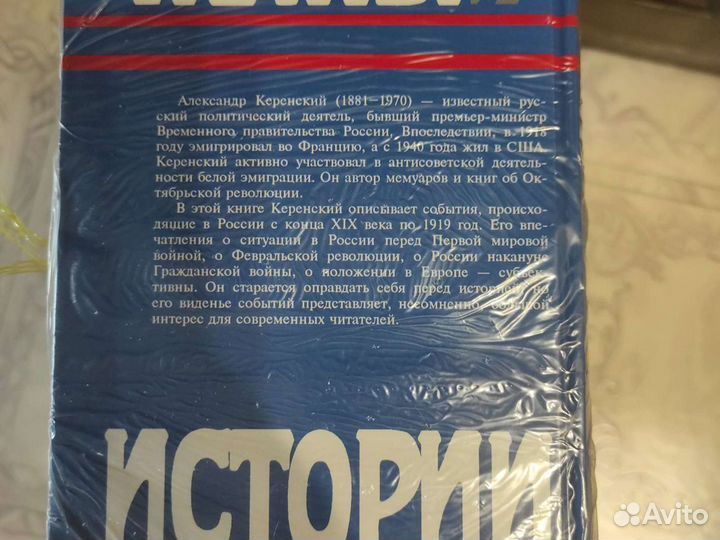 Александр Керенский (1881—1970) — известный рус-
ский политический деятель, бывший премьер-министр
Временного правительства России. Впоследствии, в 1918
году эмигрировал во Францию, а с 1940 года жил в США.
Керенский активно участвовал в антисоветской деятель-
ности белой эмиграции. Он автор мемуаров и книг об Ок-
тябрьской революции.
В этой книге Керенский описывает события, происхо-
дящие в России с конца XIX века по 1919 год. Его впе-
чатления о ситуации в России перед Первой мировой
войной, о Февральской революции, о России накануне
Гражданской войны, о положении в Европе — субъек-
тивны. Он старается оправдать себя перед историей, но
его виденье событий представляет, несомненно, большой
интерес для современных читателей.
ИСТОРИИ
Avito